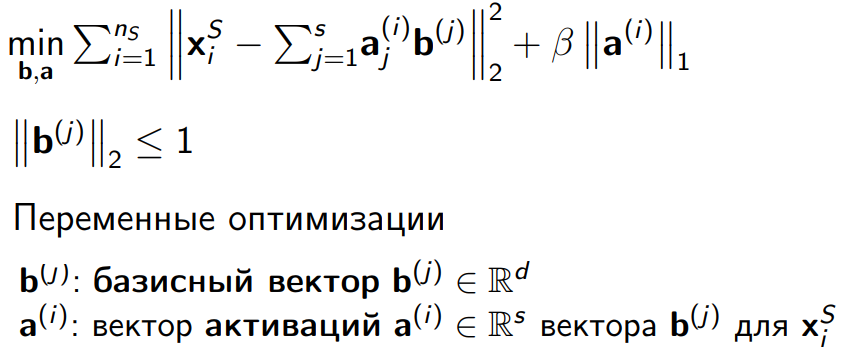 min_{b,a} ∑_{i=1}^{n_S} ‖x_i^S − ∑_{j=1}^{s} a_j^{(i)} b^{(j)}‖_2^2 + β ‖a^{(i)}‖_1
‖b^{(j)}‖_2 ≤ 1
Переменные оптимизации
b^{(j)}: базисный вектор b^{(j)} ∈ ℝ^d
a^{(i)}: вектор активаций a^{(i)} ∈ ℝ^s вектора b^{(j)} для x_i^S